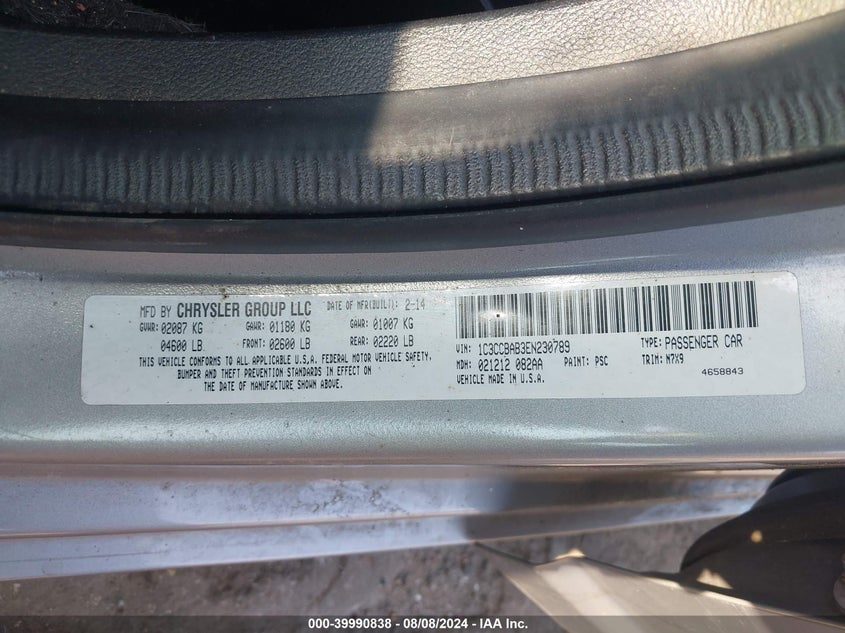 MFD BY CHRYSLER GROUP LLC DATE OF MFR(BUILT): 2-14
GVWR: 02087 KG GAWR: 01180 KG GAWR: 01007 KG
04600 LB FRONT: 02600 LB REAR: 02220 LB
THIS VEHICLE CONFORMS TO ALL APPLICABLE U.S.A. FEDERAL MOTOR VEHICLE SAFETY,
BUMPER AND THEFT PREVENTION STANDARDS IN EFFECT ON
THE DATE OF MANUFACTURE SHOWN ABOVE.
VIN: 1C3CCBAB3EN230789 TYPE: PASSENGER CAR
MDH: 021212 082AA PAINT: PSC TRIM: N7X9
VEHICLE MADE IN U.S.A. 4658843
000-39990838 - 08/08/2024 - IAA Inc.